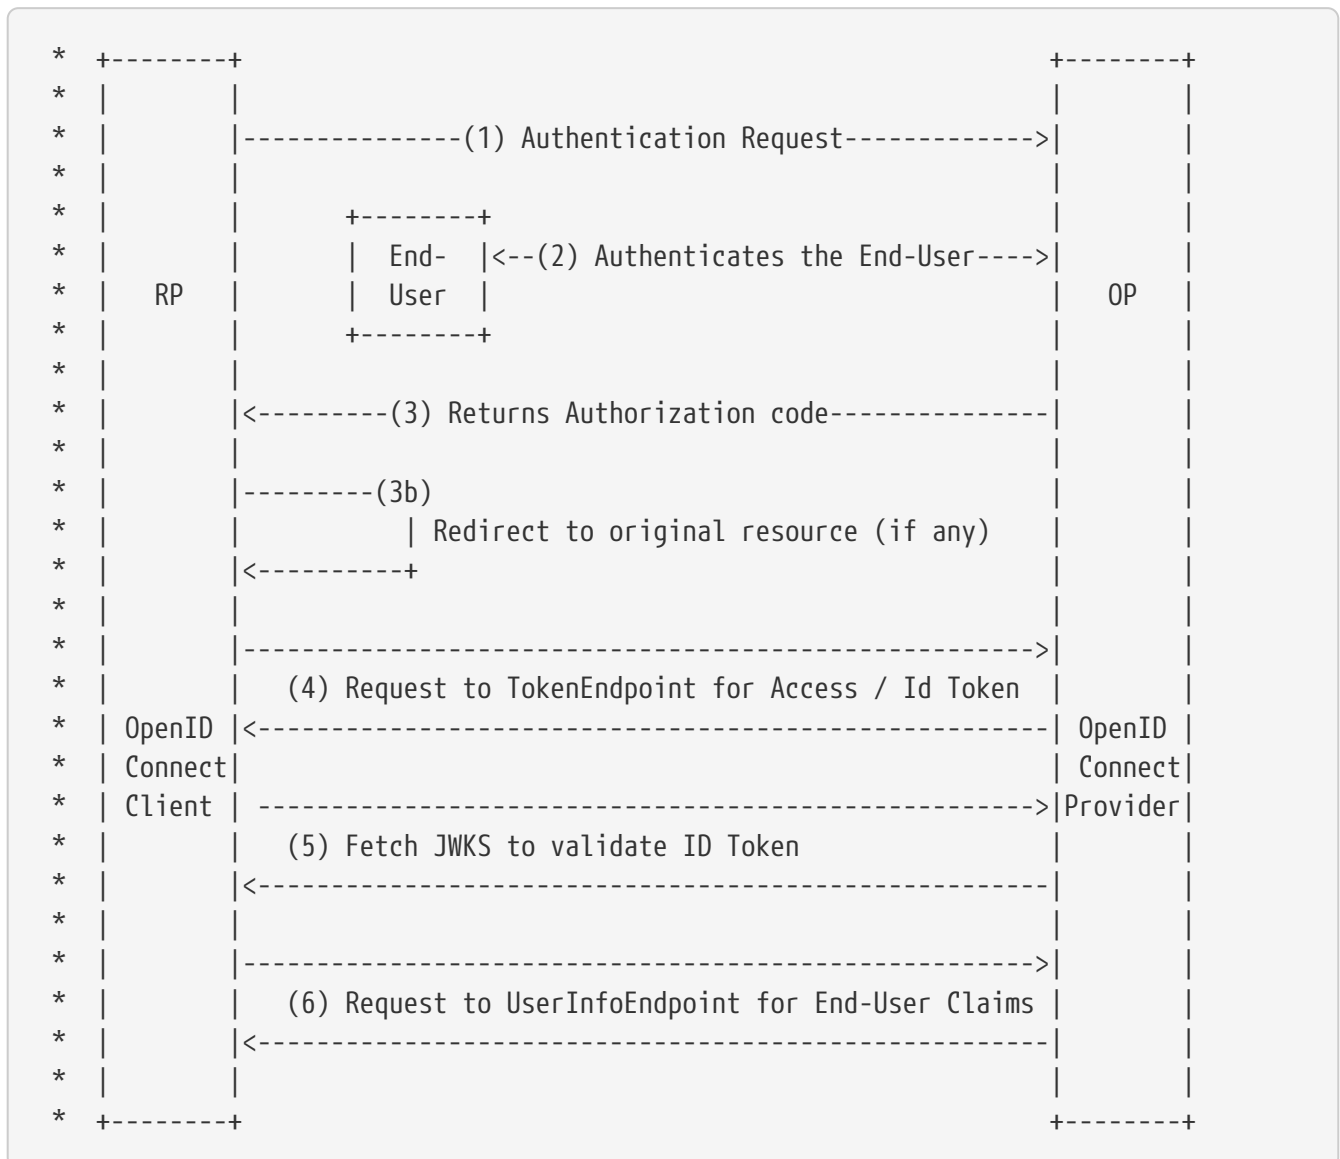 *  +--------+                                                       +--------+
*  |        |                                                       |        |
*  |        |---------------(1) Authentication Request------------->|        |
*  |        |                                                       |        |
*  |        |       +--------+                                      |        |
*  |        |       |  End-  |<--(2) Authenticates the End-User---->|        |
*  |   RP   |       |  User  |                                      |   OP   |
*  |        |       +--------+                                      |        |
*  |        |                                                       |        |
*  |        |<---------(3) Returns Authorization code---------------|        |
*  |        |                                                       |        |
*  |        |---------(3b)                                          |        |
*  |        |           | Redirect to original resource (if any)    |        |
*  |        |<----------+                                           |        |
*  |        |                                                       |        |
*  |        |------------------------------------------------------>|        |
*  |        |   (4) Request to TokenEndpoint for Access / Id Token  |        |
*  | OpenID |<------------------------------------------------------| OpenID |
*  | Connect|                                                       | Connect|
*  | Client | ----------------------------------------------------->|Provider|
*  |        |   (5) Fetch JWKS to validate ID Token                 |        |
*  |        |<------------------------------------------------------|        |
*  |        |                                                       |        |
*  |        |------------------------------------------------------>|        |
*  |        |   (6) Request to UserInfoEndpoint for End-User Claims |        |
*  |        |<------------------------------------------------------|        |
*  |        |                                                       |        |
*  +--------+                                                       +--------+